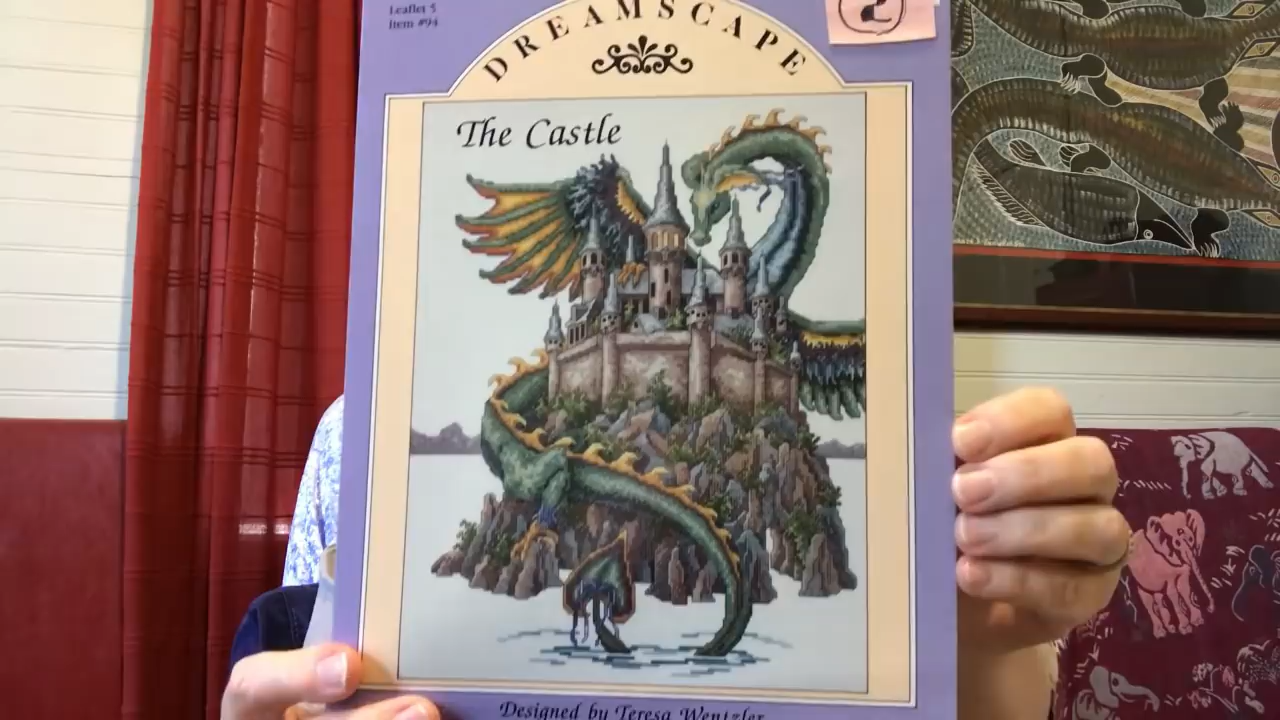 Leaflet 5
Item #94
DREAMSCAPE
2
The Castle
Designed by Teresa Wentzler